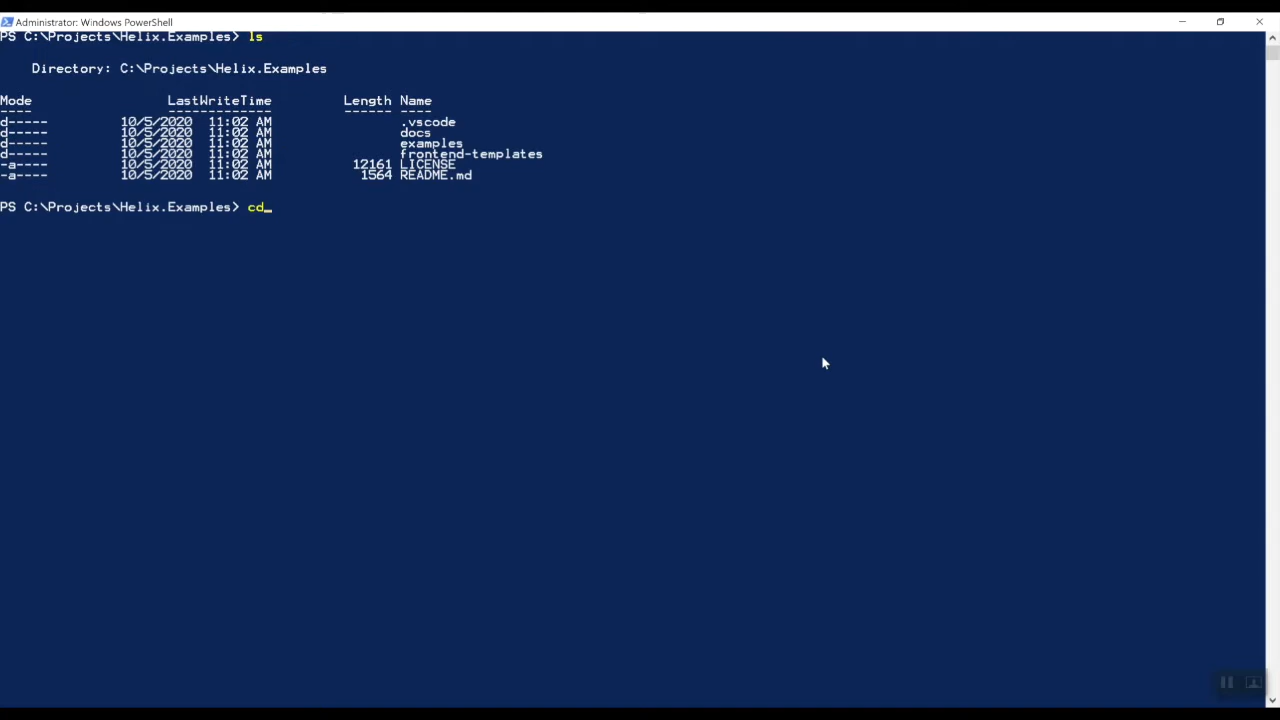 Administrator: Windows PowerShell
PS C:\Projects\Helix.Examples> ls
Directory: C:\Projects\Helix.Examples
Mode LastWriteTime Length Name
---- ------------- ------ ----
d----- 10/5/2020 11:02 AM .vscode
d----- 10/5/2020 11:02 AM docs
d----- 10/5/2020 11:02 AM examples
d----- 10/5/2020 11:02 AM frontend-templates
-a---- 10/5/2020 11:02 AM 12161 LICENSE
-a---- 10/5/2020 11:02 AM 1564 README.md
PS C:\Projects\Helix.Examples> cd_